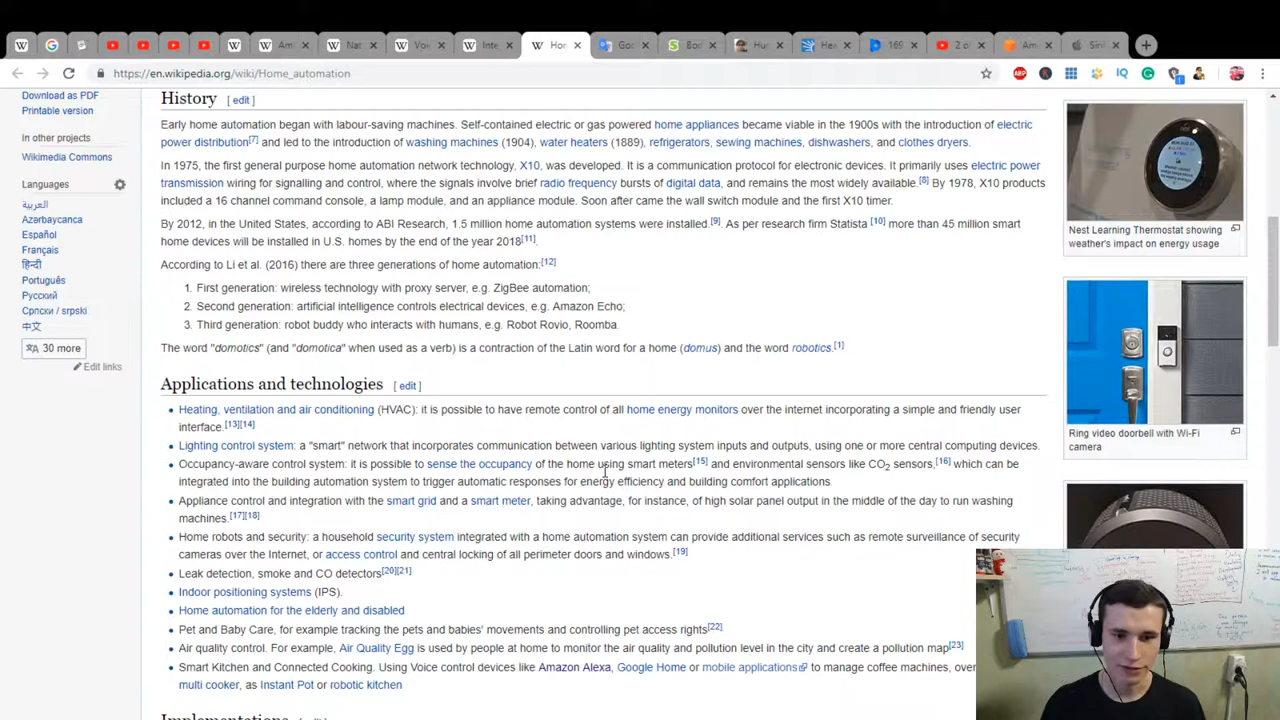 Am
Nat
Voi
Inte
Hom
Goo
Bod
Hum
Hea
169
Z p
Am
Siri
https://en.wikipedia.org/wiki/Home_automation
Download as PDF
Printable version
In other projects
Wikimedia Commons
Languages
العربية
Azərbaycanca
Español
Français
हिन्दी
Português
Русский
Српски / srpski
中文
30 more
Edit links
History [ edit ]
Early home automation began with labour-saving machines. Self-contained electric or gas powered home appliances became viable in the 1900s with the introduction of electric
power distribution[7] and led to the introduction of washing machines (1904), water heaters (1889), refrigerators, sewing machines, dishwashers, and clothes dryers.
In 1975, the first general purpose home automation network technology, X10, was developed. It is a communication protocol for electronic devices. It primarily uses electric power
transmission wiring for signalling and control, where the signals involve brief radio frequency bursts of digital data, and remains the most widely available.[8] By 1978, X10 products
included a 16 channel command console, a lamp module, and an appliance module. Soon after came the wall switch module and the first X10 timer.
By 2012, in the United States, according to ABI Research, 1.5 million home automation systems were installed.[9] As per research firm Statista [10] more than 45 million smart
home devices will be installed in U.S. homes by the end of the year 2018[11].
According to Li et al. (2016) there are three generations of home automation:[12]
1. First generation: wireless technology with proxy server, e.g. ZigBee automation;
2. Second generation: artificial intelligence controls electrical devices, e.g. Amazon Echo;
3. Third generation: robot buddy who interacts with humans, e.g. Robot Rovio, Roomba.
The word "domotics" (and "domotica" when used as a verb) is a contraction of the Latin word for a home (domus) and the word robotics.[1]
Applications and technologies [ edit ]
Heating, ventilation and air conditioning (HVAC): it is possible to have remote control of all home energy monitors over the internet incorporating a simple and friendly user
interface.[13][14]
Lighting control system: a "smart" network that incorporates communication between various lighting system inputs and outputs, using one or more central computing devices.
Occupancy-aware control system: it is possible to sense the occupancy of the home using smart meters[15] and environmental sensors like CO2 sensors,[16] which can be
integrated into the building automation system to trigger automatic responses for energy efficiency and building comfort applications.
Appliance control and integration with the smart grid and a smart meter, taking advantage, for instance, of high solar panel output in the middle of the day to run washing
machines.[17][18]
Home robots and security: a household security system integrated with a home automation system can provide additional services such as remote surveillance of security
cameras over the Internet, or access control and central locking of all perimeter doors and windows.[19]
Leak detection, smoke and CO detectors[20][21]
Indoor positioning systems (IPS).
Home automation for the elderly and disabled
Pet and Baby Care, for example tracking the pets and babies' movements and controlling pet access rights[22]
Air quality control. For example, Air Quality Egg is used by people at home to monitor the air quality and pollution level in the city and create a pollution map[23]
Smart Kitchen and Connected Cooking. Using Voice control devices like Amazon Alexa, Google Home or mobile applications to manage coffee machines, over
multi cooker, as Instant Pot or robotic kitchen
Nest Learning Thermostat showing
weather's impact on energy usage
Ring video doorbell with Wi-Fi
camera